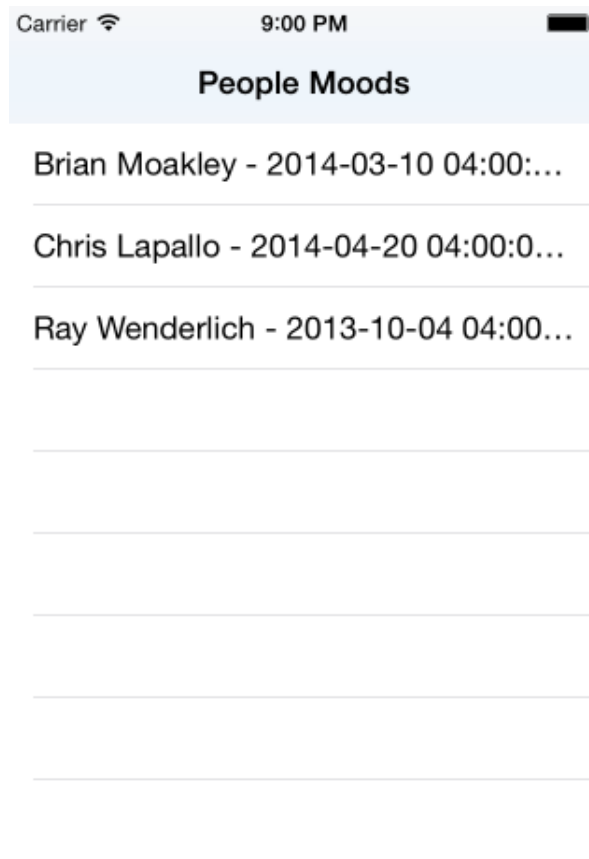 Carrier 9:00 PM
People Moods
Brian Moakley - 2014-03-10 04:00:...
Chris Lapallo - 2014-04-20 04:00:0...
Ray Wenderlich - 2013-10-04 04:00...